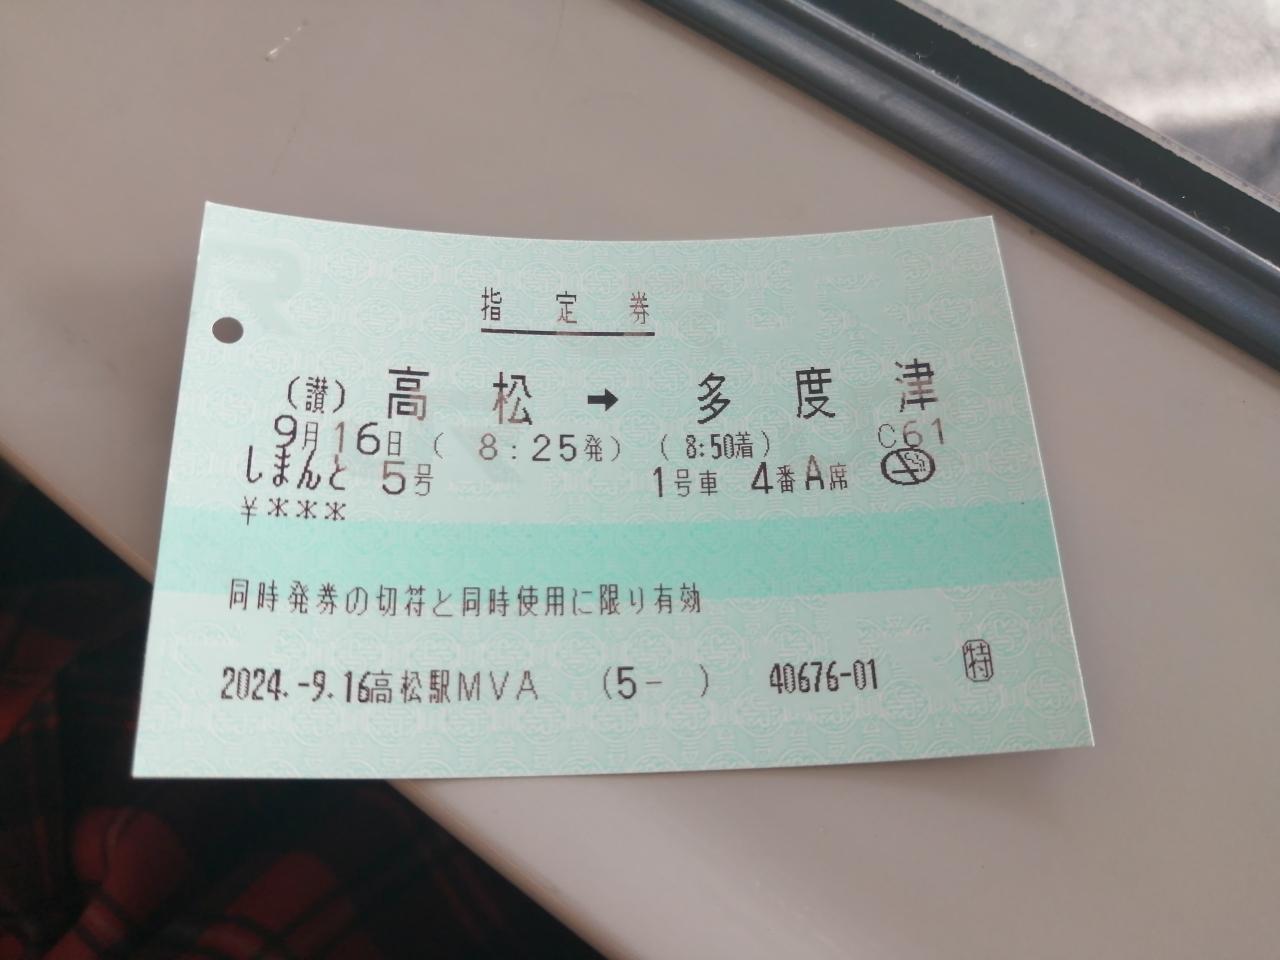 指定券
(讃)高松→多度津
9月16日(8:25発)(8:50着) C61
しまんと5号 1号車 4番A席
¥***
同時発券の切符と同時使用に限り有効
2024.-9.16高松駅MVA (5- ) 40676-01 特